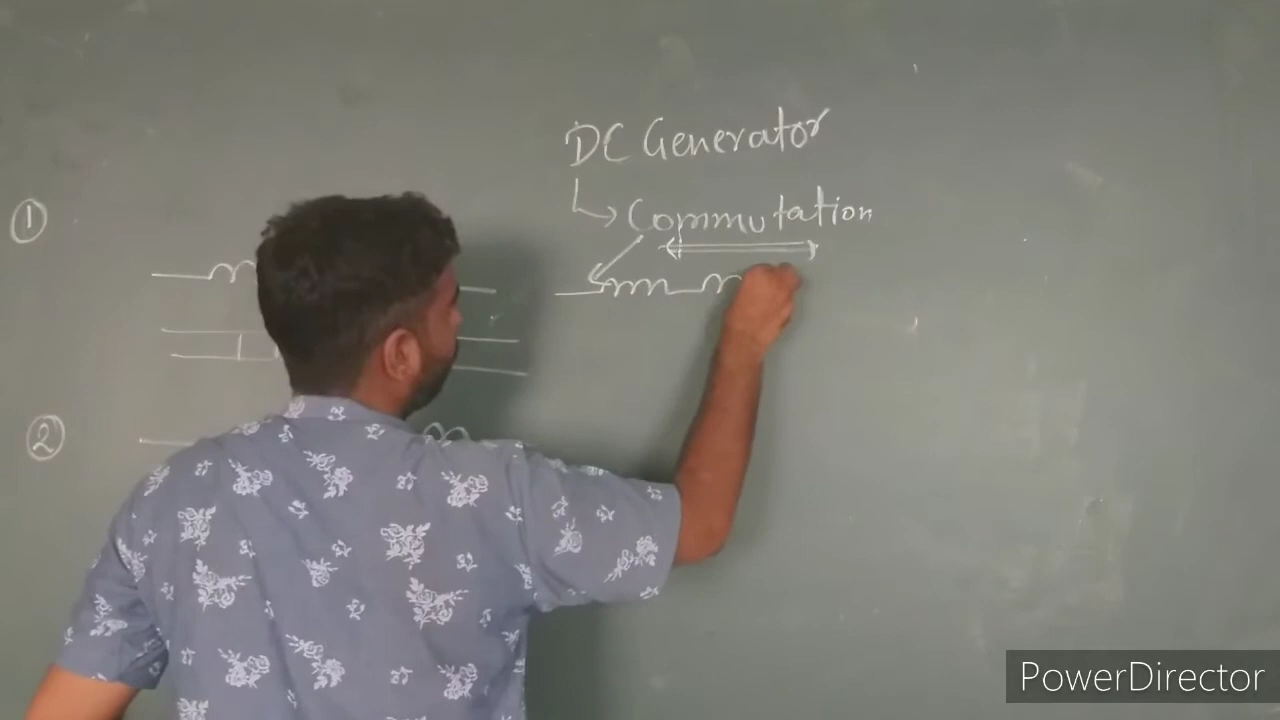 DC Generator
① 
Commutation
②
PowerDirector